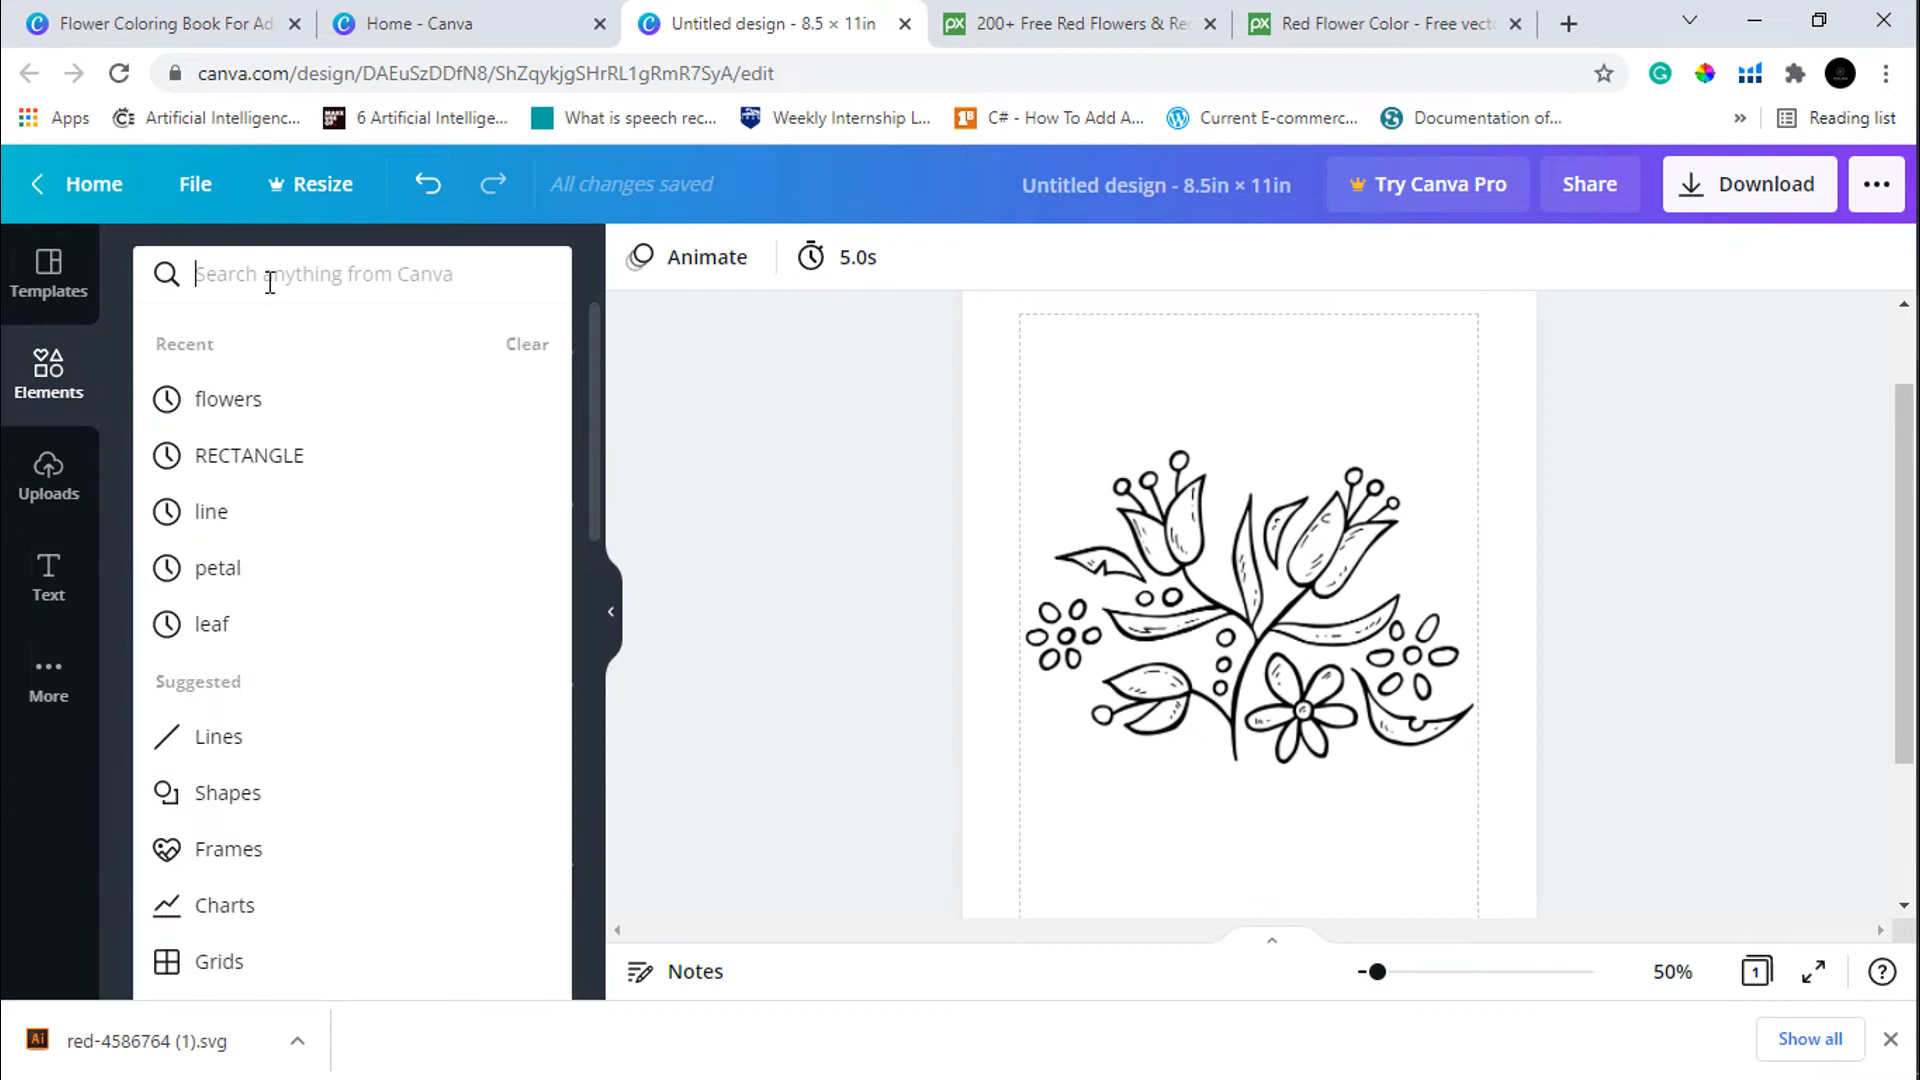 Flower Coloring Book For Ad
Home - Canva
Untitled design - 8.5 × 11in
200+ Free Red Flowers & Re
Red Flower Color - Free vect
canva.com/design/DAEuSzDDfN8/ShZqykjgSHrRL1gRmR7SyA/edit
Apps
Artificial Intelligenc...
6 Artificial Intellige...
What is speech rec...
Weekly Internship L...
C# - How To Add A...
Current E-commerc...
Documentation of...
»
Reading list
Home
File
Resize
All changes saved
Untitled design - 8.5in × 11in
Try Canva Pro
Share
Download
Templates
Elements
Uploads
Text
More
Search anything from Canva
Recent
Clear
flowers
RECTANGLE
line
petal
leaf
Suggested
Lines
Shapes
Frames
Charts
Grids
Animate
5.0s
Notes
50%
1
red-4586764 (1).svg
Show all